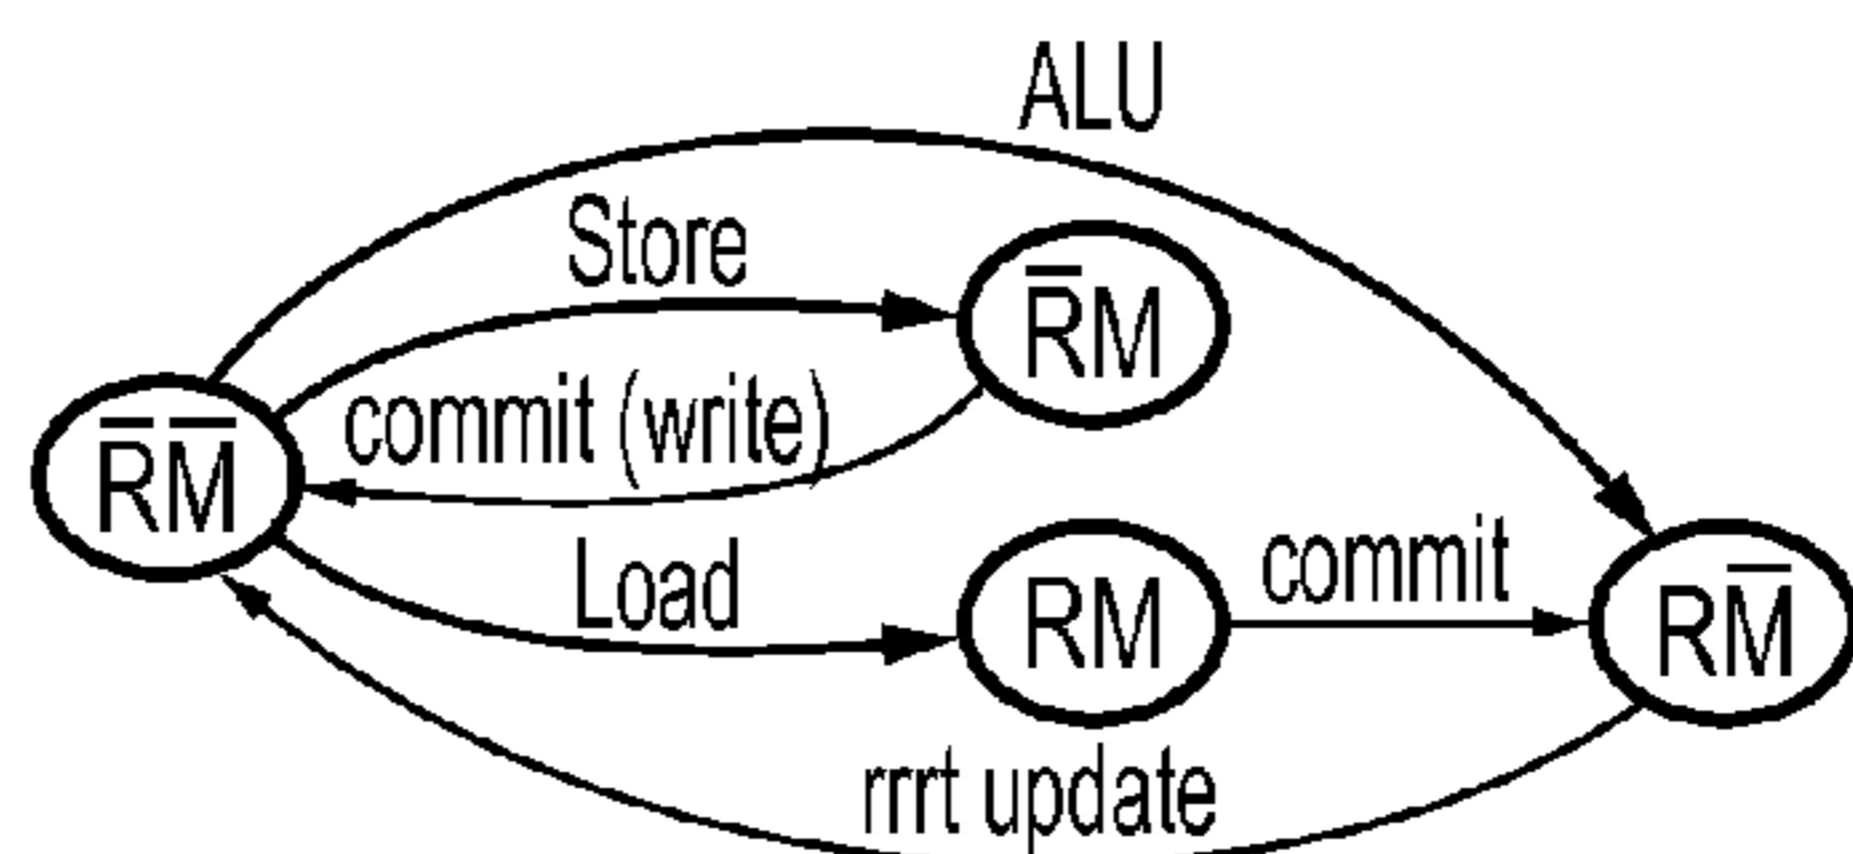 ALU
Store
R̅M
commit (write)
R̅M̅
Load
RM
commit
RM̅
rrrt update